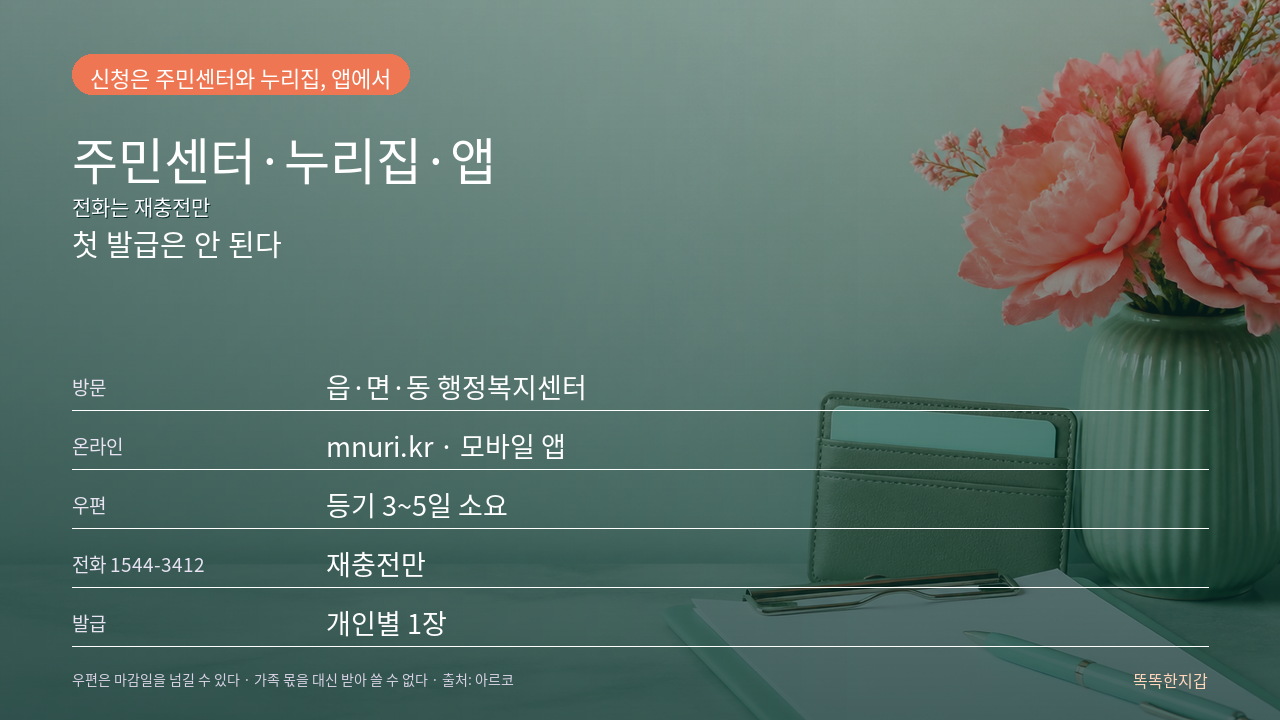 신청은 주민센터와 누리집, 앱에서
주민센터·누리집·앱
전화는 재충전만
첫 발급은 안 된다
방문 읍·면·동 행정복지센터
온라인 mnuri.kr · 모바일 앱
우편 등기 3~5일 소요
전화 1544-3412 재충전만
발급 개인별 1장
우편은 마감일을 넘길 수 있다 · 가족 몫을 대신 받아 쓸 수 없다 · 출처: 아르코
똑똑한지갑